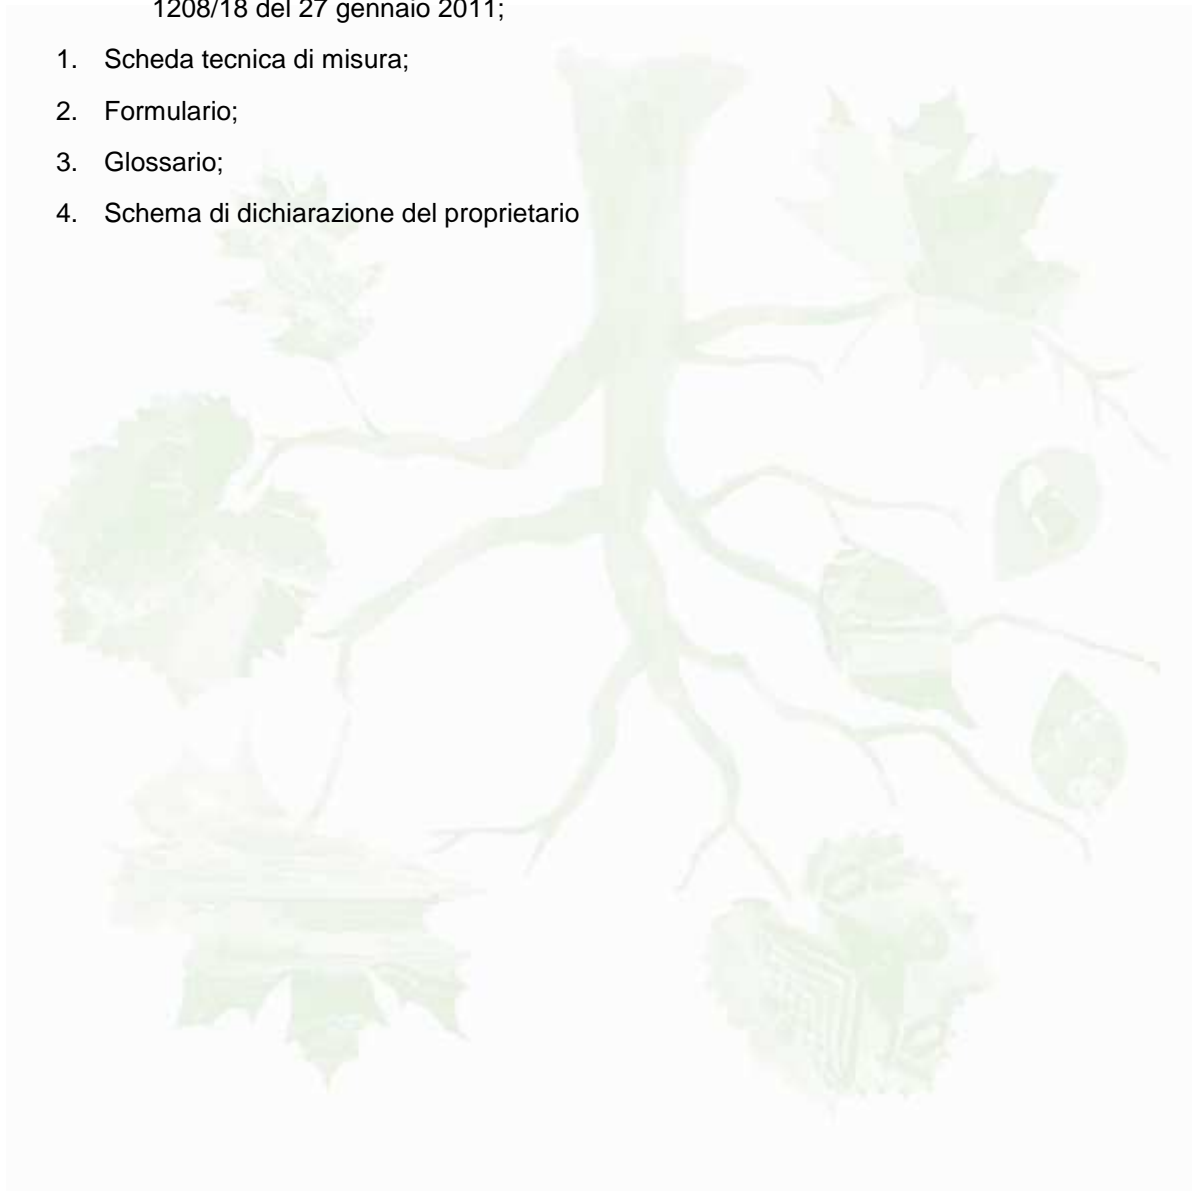 1208/18 del 27 gennaio 2011;
1. Scheda tecnica di misura;
2. Formulario;
3. Glossario;
4. Schema di dichiarazione del proprietario